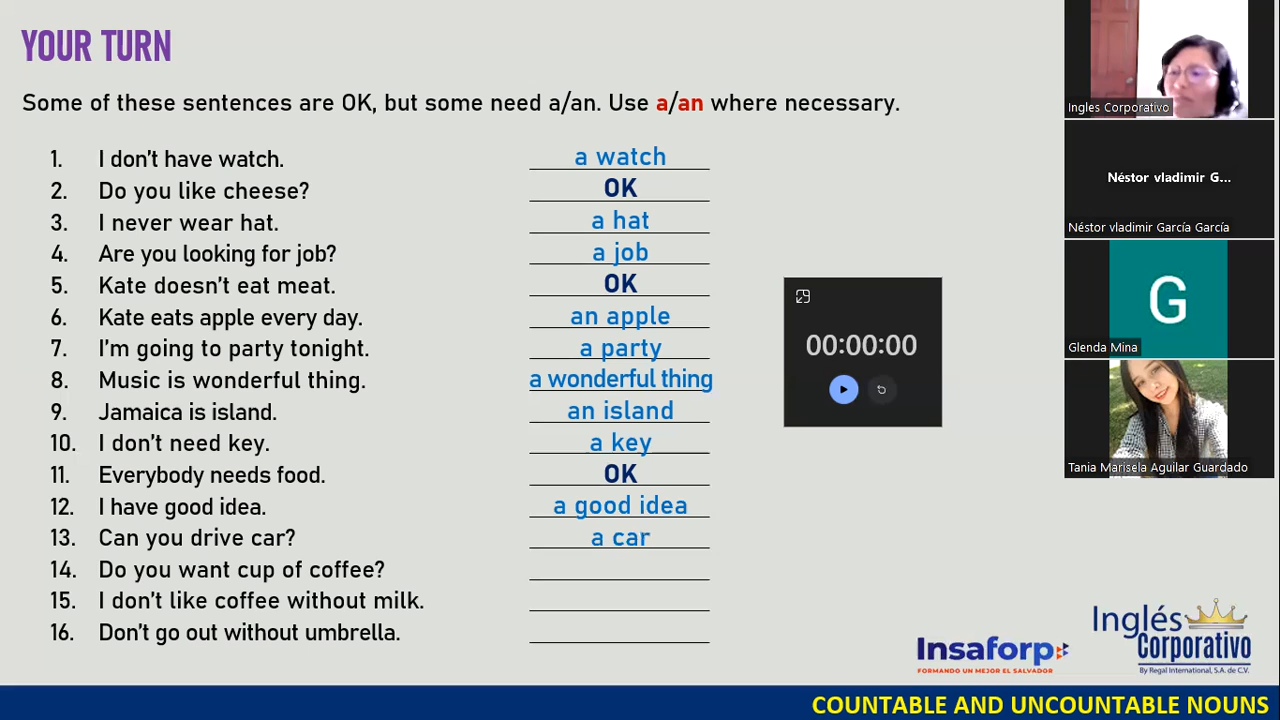 YOUR TURN
Some of these sentences are OK, but some need a/an. Use a/an where necessary.
1. I don't have watch. a watch
2. Do you like cheese? OK
3. I never wear hat. a hat
4. Are you looking for job? a job
5. Kate doesn't eat meat. OK
6. Kate eats apple every day. an apple
7. I'm going to party tonight. a party
8. Music is wonderful thing. a wonderful thing
9. Jamaica is island. an island
10. I don't need key. a key
11. Everybody needs food. OK
12. I have good idea. a good idea
13. Can you drive car? a car
14. Do you want cup of coffee?
15. I don't like coffee without milk.
16. Don't go out without umbrella.
00:00:00
Ingles Corporativo
Néstor vladimir G...
Néstor vladimir García García
G
Glenda Mina
Tania Marisela Aguilar Guardado
Insaforp
FORMANDO UN MEJOR EL SALVADOR
Inglés
Corporativo
By Regal International, S.A. de C.V.
COUNTABLE AND UNCOUNTABLE NOUNS